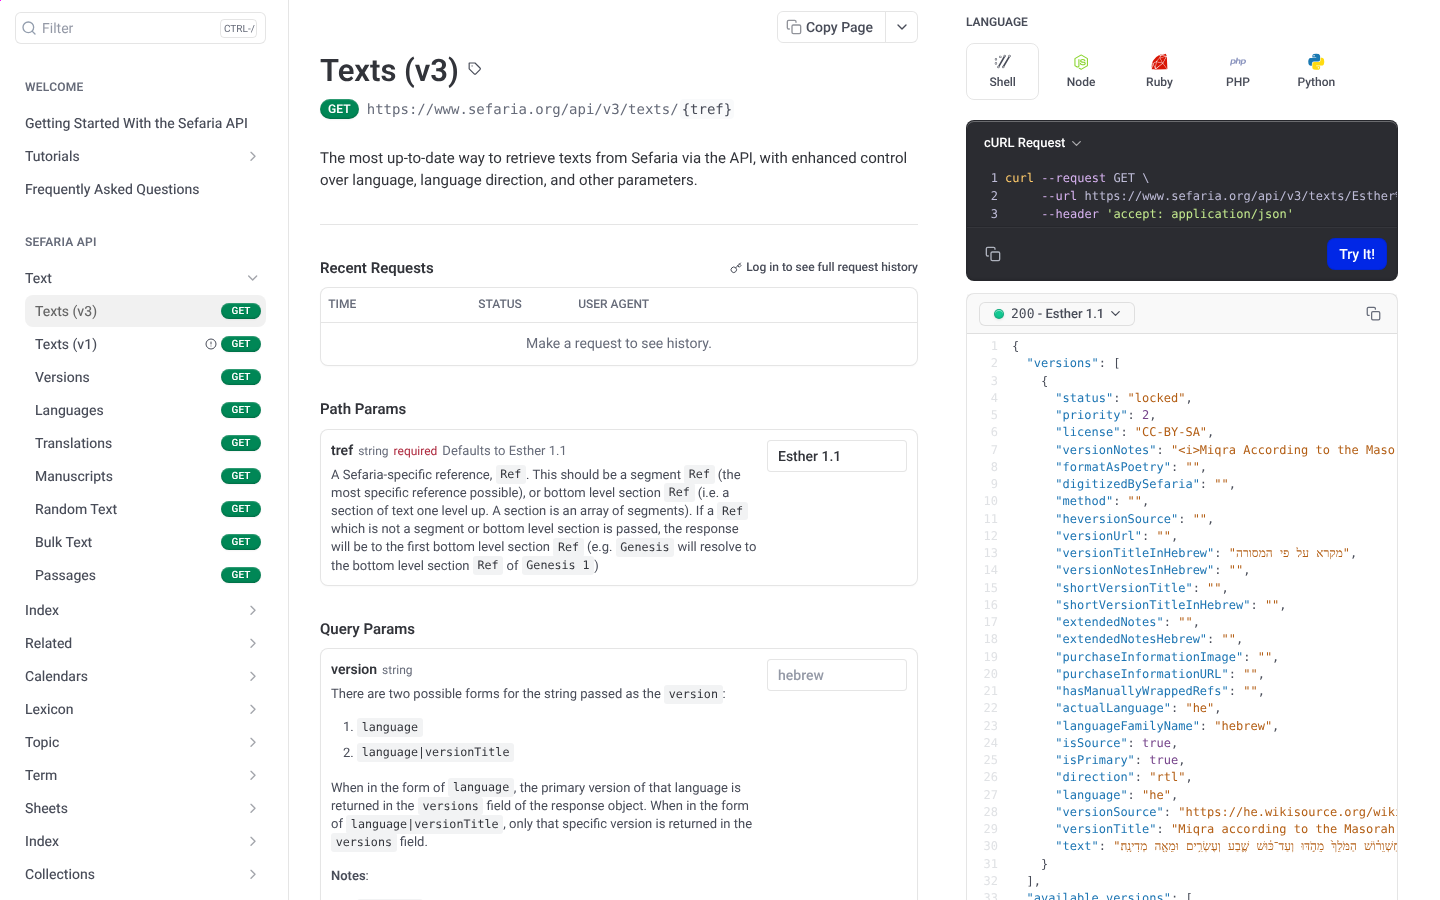 Filter
CTRL-/
WELCOME
Getting Started With the Sefaria API
Tutorials
Frequently Asked Questions
SEFARIA API
Text
Texts (v3) GET
Texts (v1) GET
Versions GET
Languages GET
Translations GET
Manuscripts GET
Random Text GET
Bulk Text GET
Passages GET
Index
Related
Calendars
Lexicon
Topic
Term
Sheets
Index
Collections
Copy Page
Texts (v3)
GET https://www.sefaria.org/api/v3/texts/{tref}
The most up-to-date way to retrieve texts from Sefaria via the API, with enhanced control
over language, language direction, and other parameters.
Recent Requests
Log in to see full request history
TIME STATUS USER AGENT
Make a request to see history.
Path Params
tref string required Defaults to Esther 1.1
Esther 1.1
A Sefaria-specific reference, Ref. This should be a segment Ref (the
most specific reference possible), or bottom level section Ref (i.e. a
section of text one level up. A section is an array of segments). If a Ref
which is not a segment or bottom level section is passed, the response
will be to the first bottom level section Ref (e.g. Genesis will resolve to
the bottom level section Ref of Genesis 1)
Query Params
version string
hebrew
There are two possible forms for the string passed as the version:
1. language
2. language|versionTitle
When in the form of language, the primary version of that language is
returned in the versions field of the response object. When in the form
of language|versionTitle, only that specific version is returned in the
versions field.
Notes:
LANGUAGE
Shell
Node
Ruby
php
PHP
Python
cURL Request
1 curl --request GET \
2 --url https://www.sefaria.org/api/v3/texts/Esther
3 --header 'accept: application/json'
Try It!
200 - Esther 1.1
1 {
2 "versions": [
3 {
4 "status": "locked",
5 "priority": 2,
6 "license": "CC-BY-SA",
7 "versionNotes": "<i>Miqra According to the Maso
8 "formatAsPoetry": "",
9 "digitizedBySefaria": "",
10 "method": "",
11 "heversionSource": "",
12 "versionUrl": "",
13 "versionTitleInHebrew": "מקרא על פי המסורה",
14 "versionNotesInHebrew": "",
15 "shortVersionTitle": "",
16 "shortVersionTitleInHebrew": "",
17 "extendedNotes": "",
18 "extendedNotesHebrew": "",
19 "purchaseInformationImage": "",
20 "purchaseInformationURL": "",
21 "hasManuallyWrappedRefs": "",
22 "actualLanguage": "he",
23 "languageFamilyName": "hebrew",
24 "isSource": true,
25 "isPrimary": true,
26 "direction": "rtl",
27 "language": "he",
28 "versionSource": "https://he.wikisource.org/wiki
29 "versionTitle": "Miqra according to the Masorah
30 "text": "הַמֹּלֵךְ֙ מֵהֹ֣דּוּ וְעַד־כּ֔וּשׁ שֶׁ֛בַע וְעֶשְׂרִ֥ים וּמֵאָ֖ה מְדִינָֽה
31 }
32 ],
33 "available_versions": [